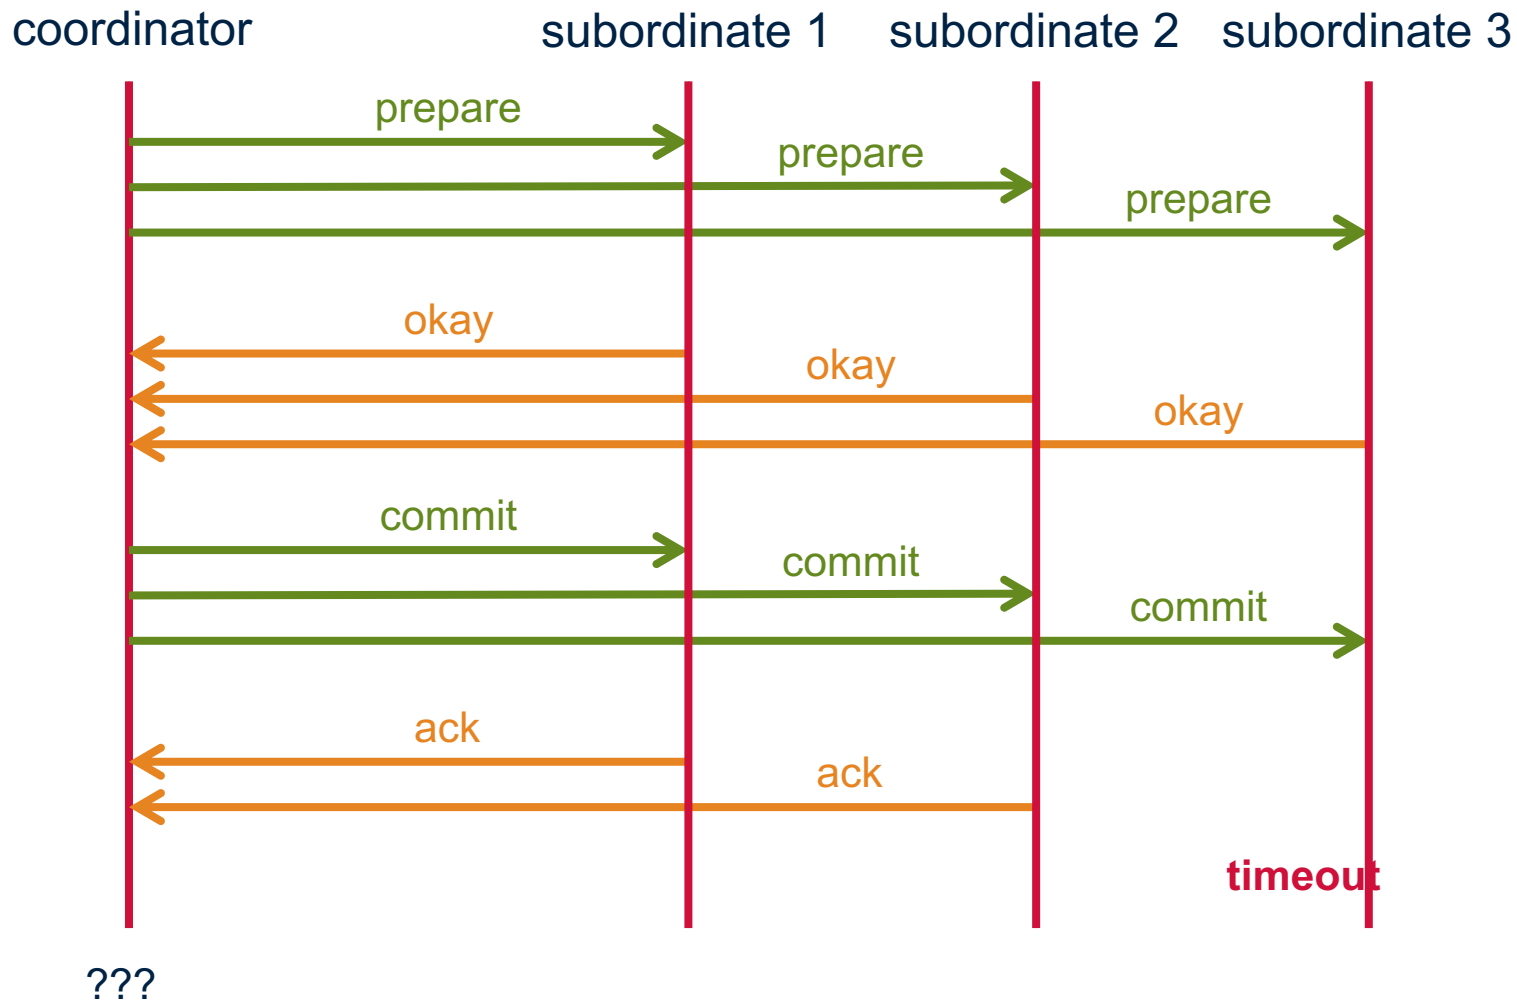 coordinator subordinate 1 subordinate 2 subordinate 3
prepare
prepare
prepare
okay
okay
okay
commit
commit
commit
ack
ack
timeout
???